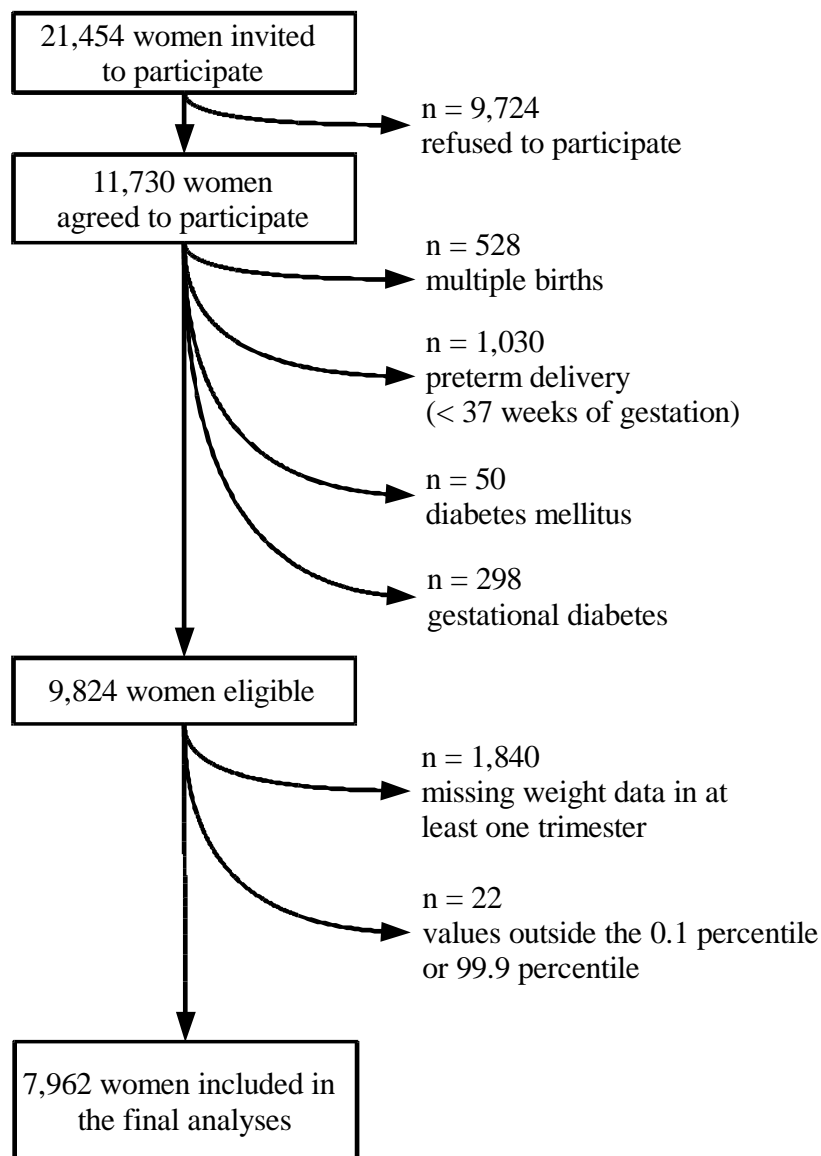 21,454 women invited
to participate
n = 9,724
refused to participate
11,730 women
agreed to participate
n = 528
multiple births
n = 1,030
preterm delivery
(< 37 weeks of gestation)
n = 50
diabetes mellitus
n = 298
gestational diabetes
9,824 women eligible
n = 1,840
missing weight data in at
least one trimester
n = 22
values outside the 0.1 percentile
or 99.9 percentile
7,962 women included in
the final analyses